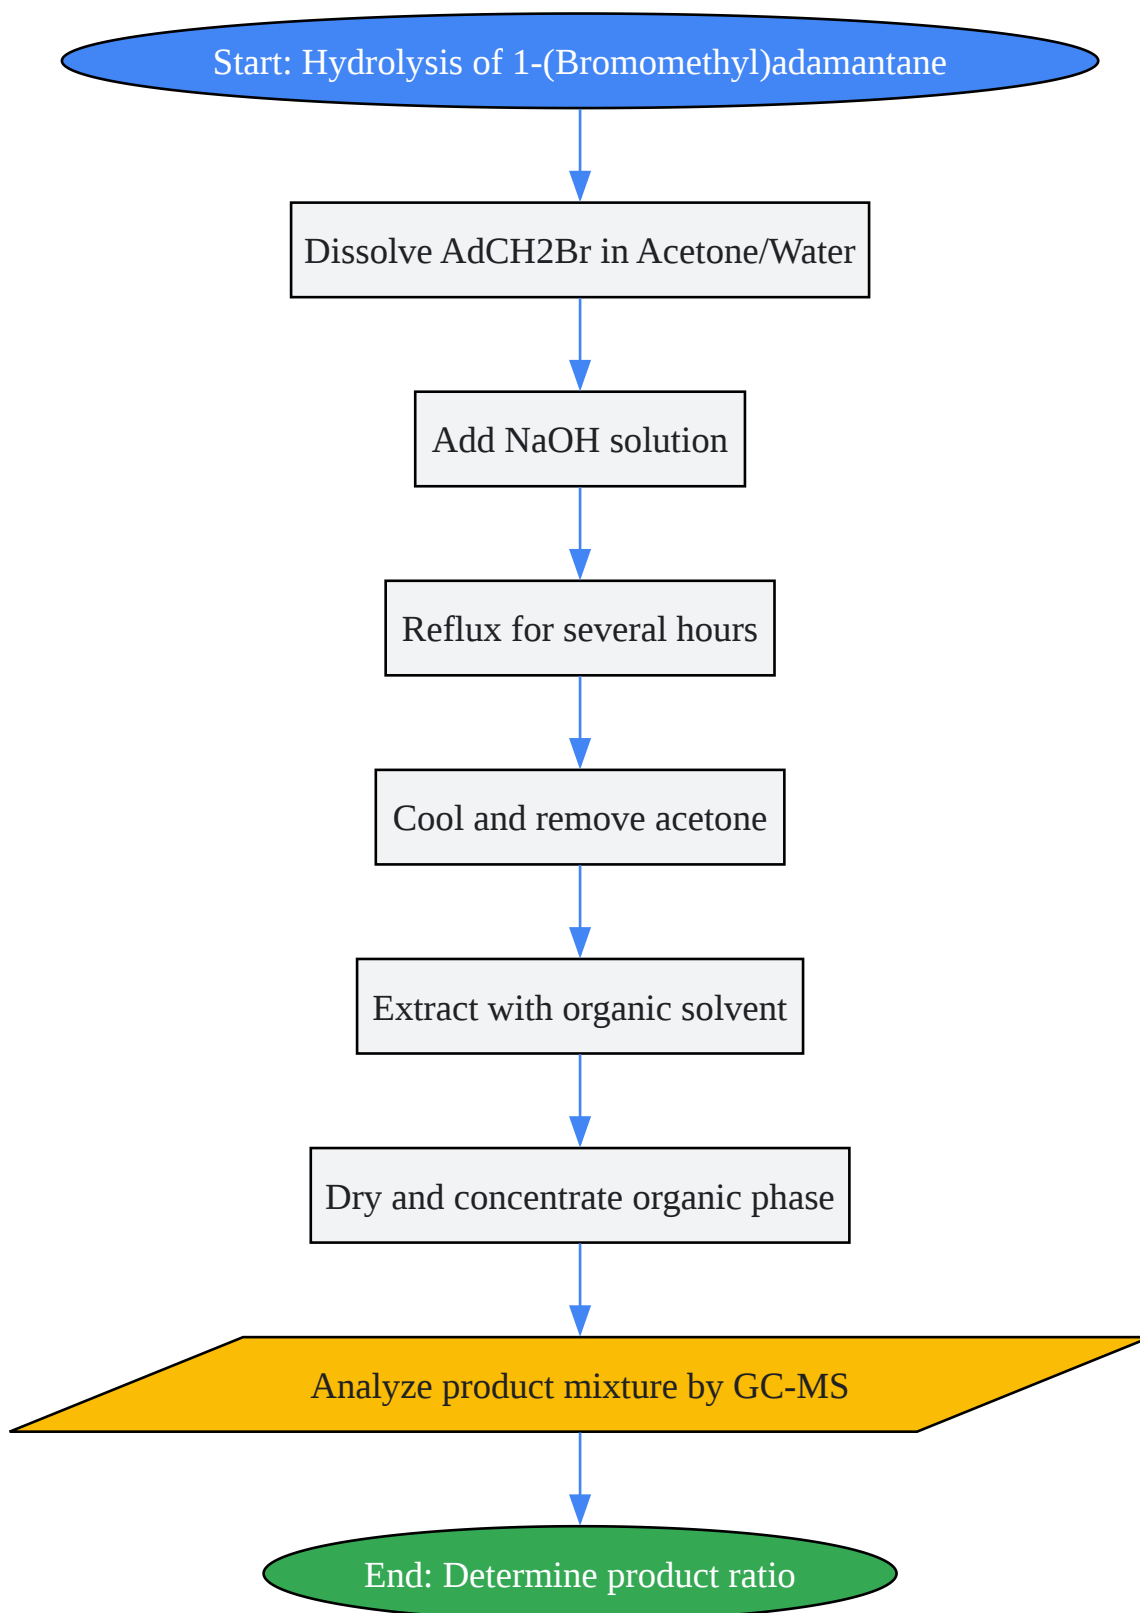 Start: Hydrolysis of 1-(Bromomethyl)adamantane
Dissolve AdCH2Br in Acetone/Water
Add NaOH solution
Reflux for several hours
Cool and remove acetone
Extract with organic solvent
Dry and concentrate organic phase
Analyze product mixture by GC-MS
End: Determine product ratio